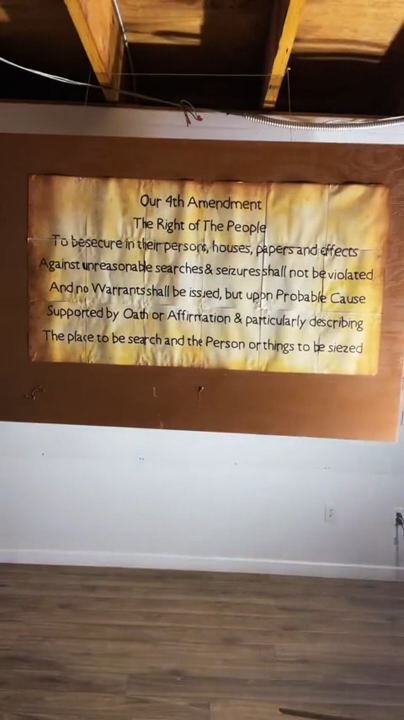 Our 4th Amendment
The Right of The People
To besecure in their persons, houses, papers and effects
Against unreasonable searches & seizures shall not be violated
And no Warrants shall be issued, but upon Probable Cause
Supported by Oath or Affirmation & particularly describing
The place to be search and the Person or things to be siezed